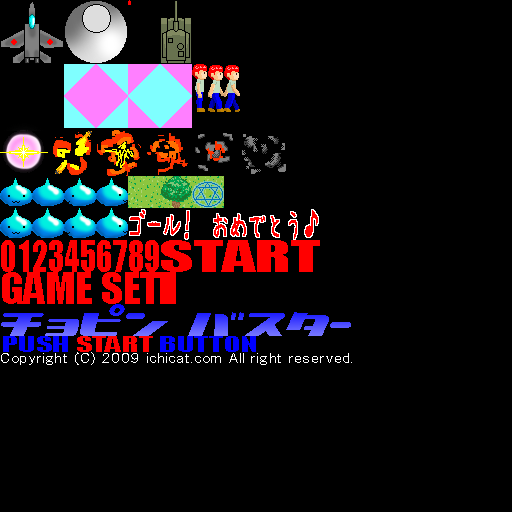 ゴール! おめでとう♪
0123456789START
GAME SET
チョピン バスター
PUSH START BUTTON
Copyright (C) 2009 ichicat.com All right reserved.